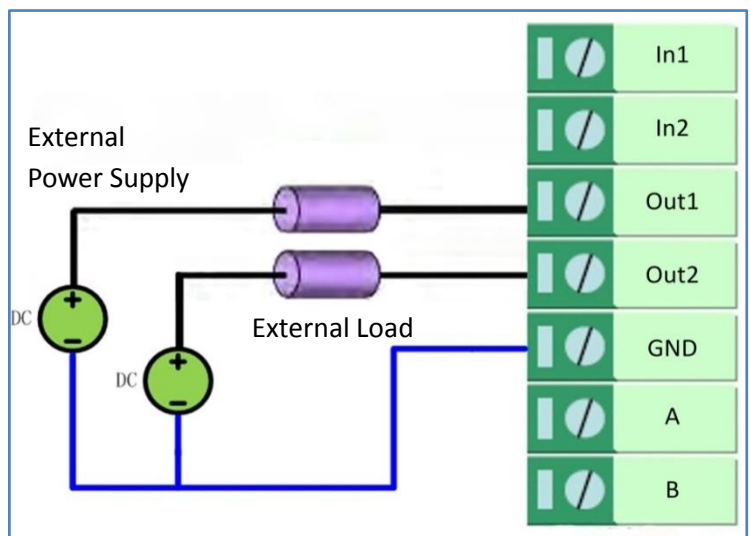 In1
In2
External
Power Supply
Out1
Out2
External Load
DC
GND
DC
A
B